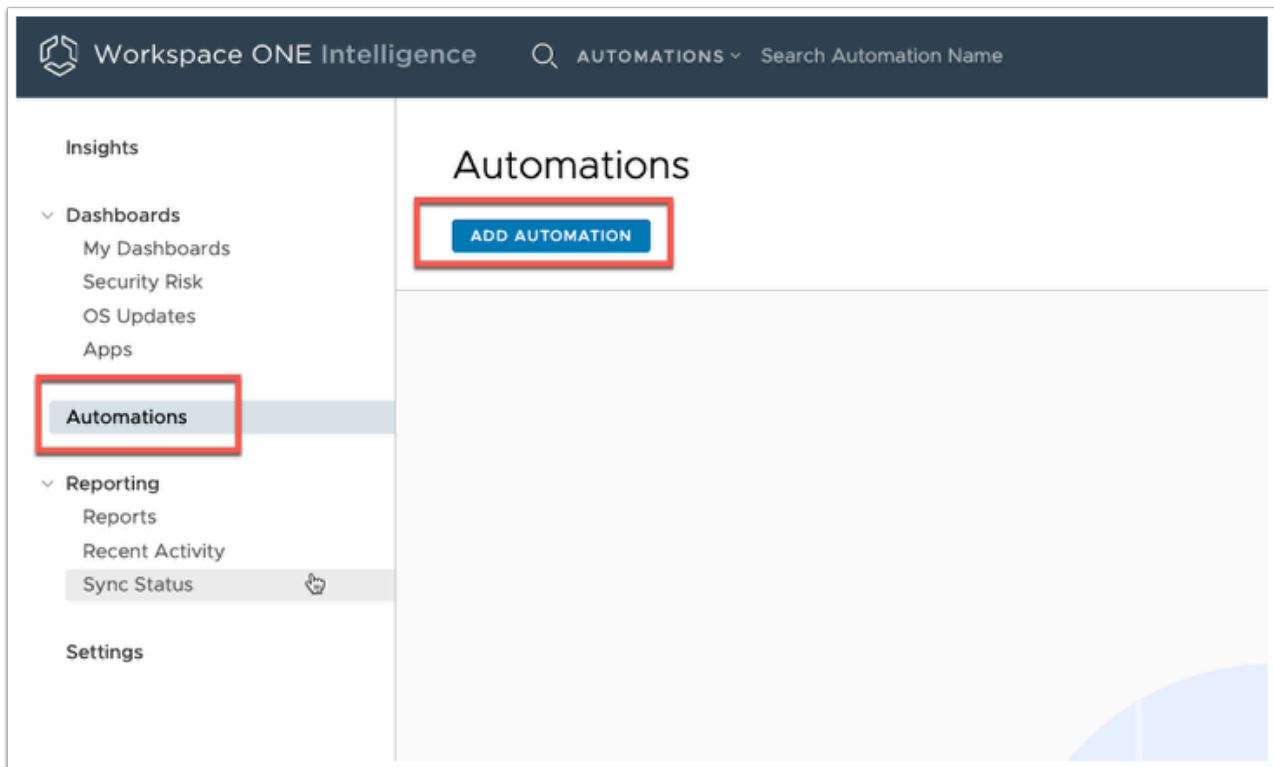 Workspace ONE Intelligence AUTOMATIONS Search Automation Name
Insights
Automations
Dashboards
ADD AUTOMATION
My Dashboards
Security Risk
OS Updates
Apps
Automations
Reporting
Reports
Recent Activity
Sync Status
Settings